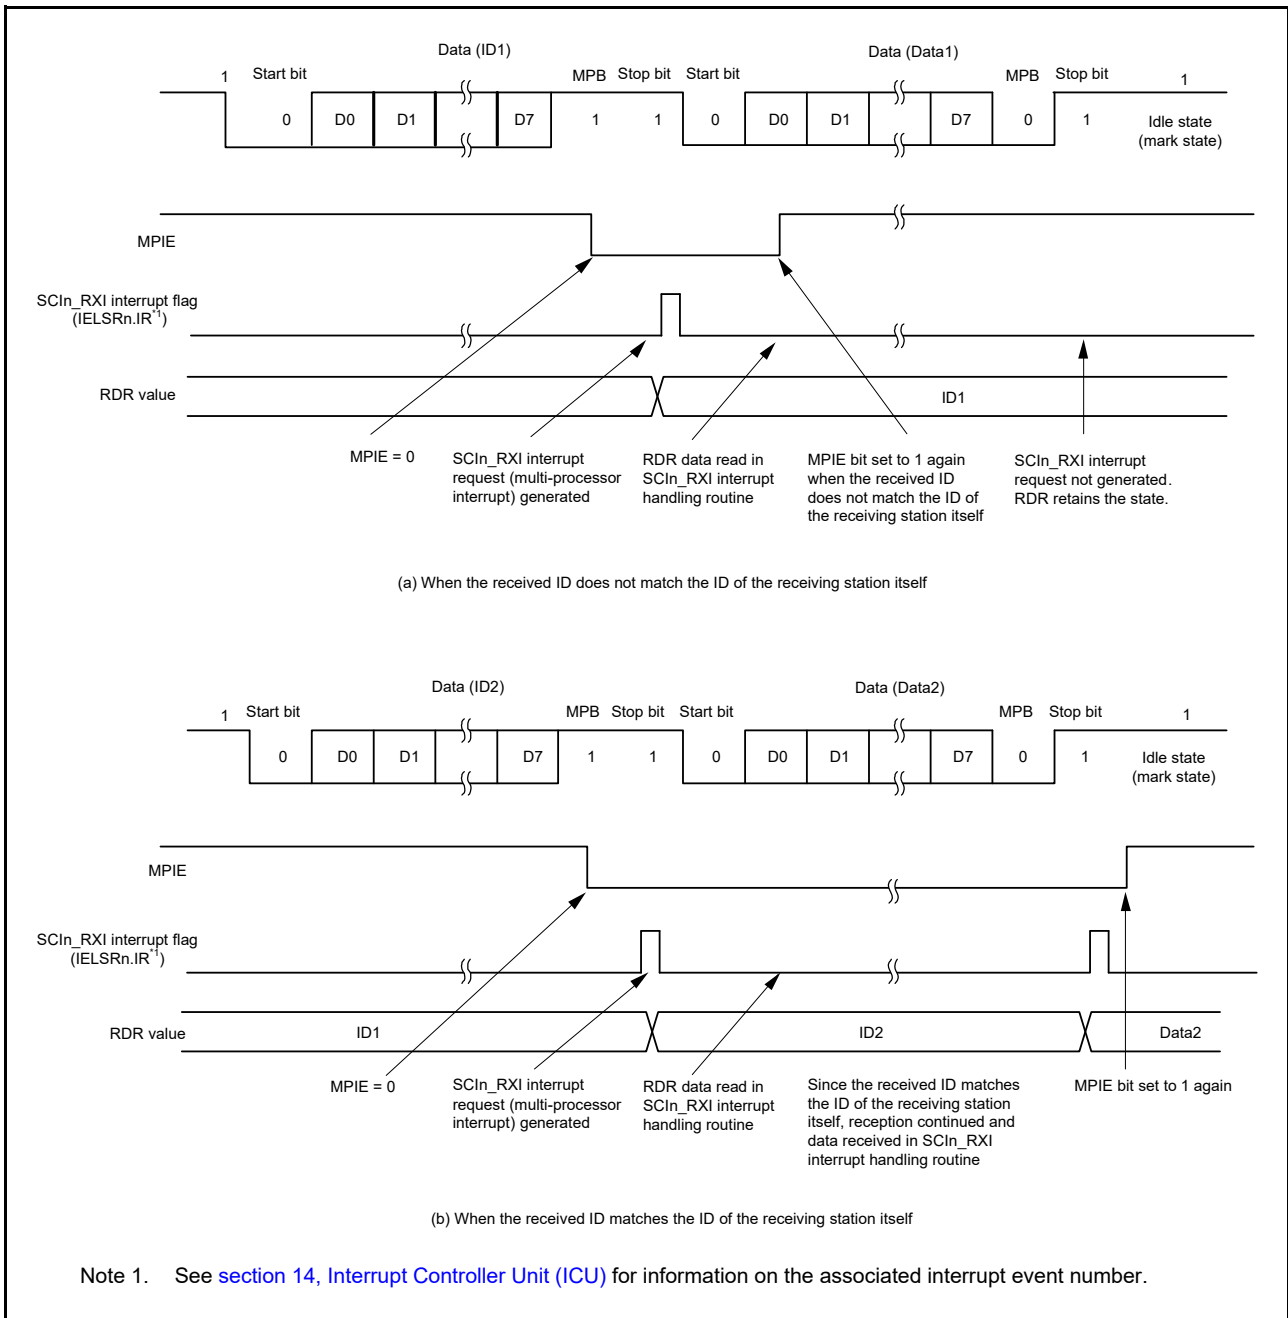 Data (ID1)
Data (Data1)
1 Start bit MPB Stop bit Start bit MPB Stop bit 1
0 D0 D1 D7 1 1 0 D0 D1 D7 0 1 Idle state
(mark state)
MPIE
SCIn_RXI interrupt flag
(IELSRn.IR*1)
RDR value
ID1
MPIE = 0
SCIn_RXI interrupt
request (multi-processor
interrupt) generated
RDR data read in
SCIn_RXI interrupt
handling routine
MPIE bit set to 1 again
when the received ID
does not match the ID of
the receiving station itself
SCIn_RXI interrupt
request not generated.
RDR retains the state.
(a) When the received ID does not match the ID of the receiving station itself
Data (ID2)
Data (Data2)
1 Start bit MPB Stop bit Start bit MPB Stop bit 1
0 D0 D1 D7 1 1 0 D0 D1 D7 0 1 Idle state
(mark state)
MPIE
SCIn_RXI interrupt flag
(IELSRn.IR*1)
RDR value
ID1
ID2
Data2
MPIE = 0
SCIn_RXI interrupt
request (multi-processor
interrupt) generated
RDR data read in
SCIn_RXI interrupt
handling routine
Since the received ID matches
the ID of the receiving station
itself, reception continued and
data received in SCIn_RXI
interrupt handling routine
MPIE bit set to 1 again
(b) When the received ID matches the ID of the receiving station itself
Note 1. See section 14, Interrupt Controller Unit (ICU) for information on the associated interrupt event number.